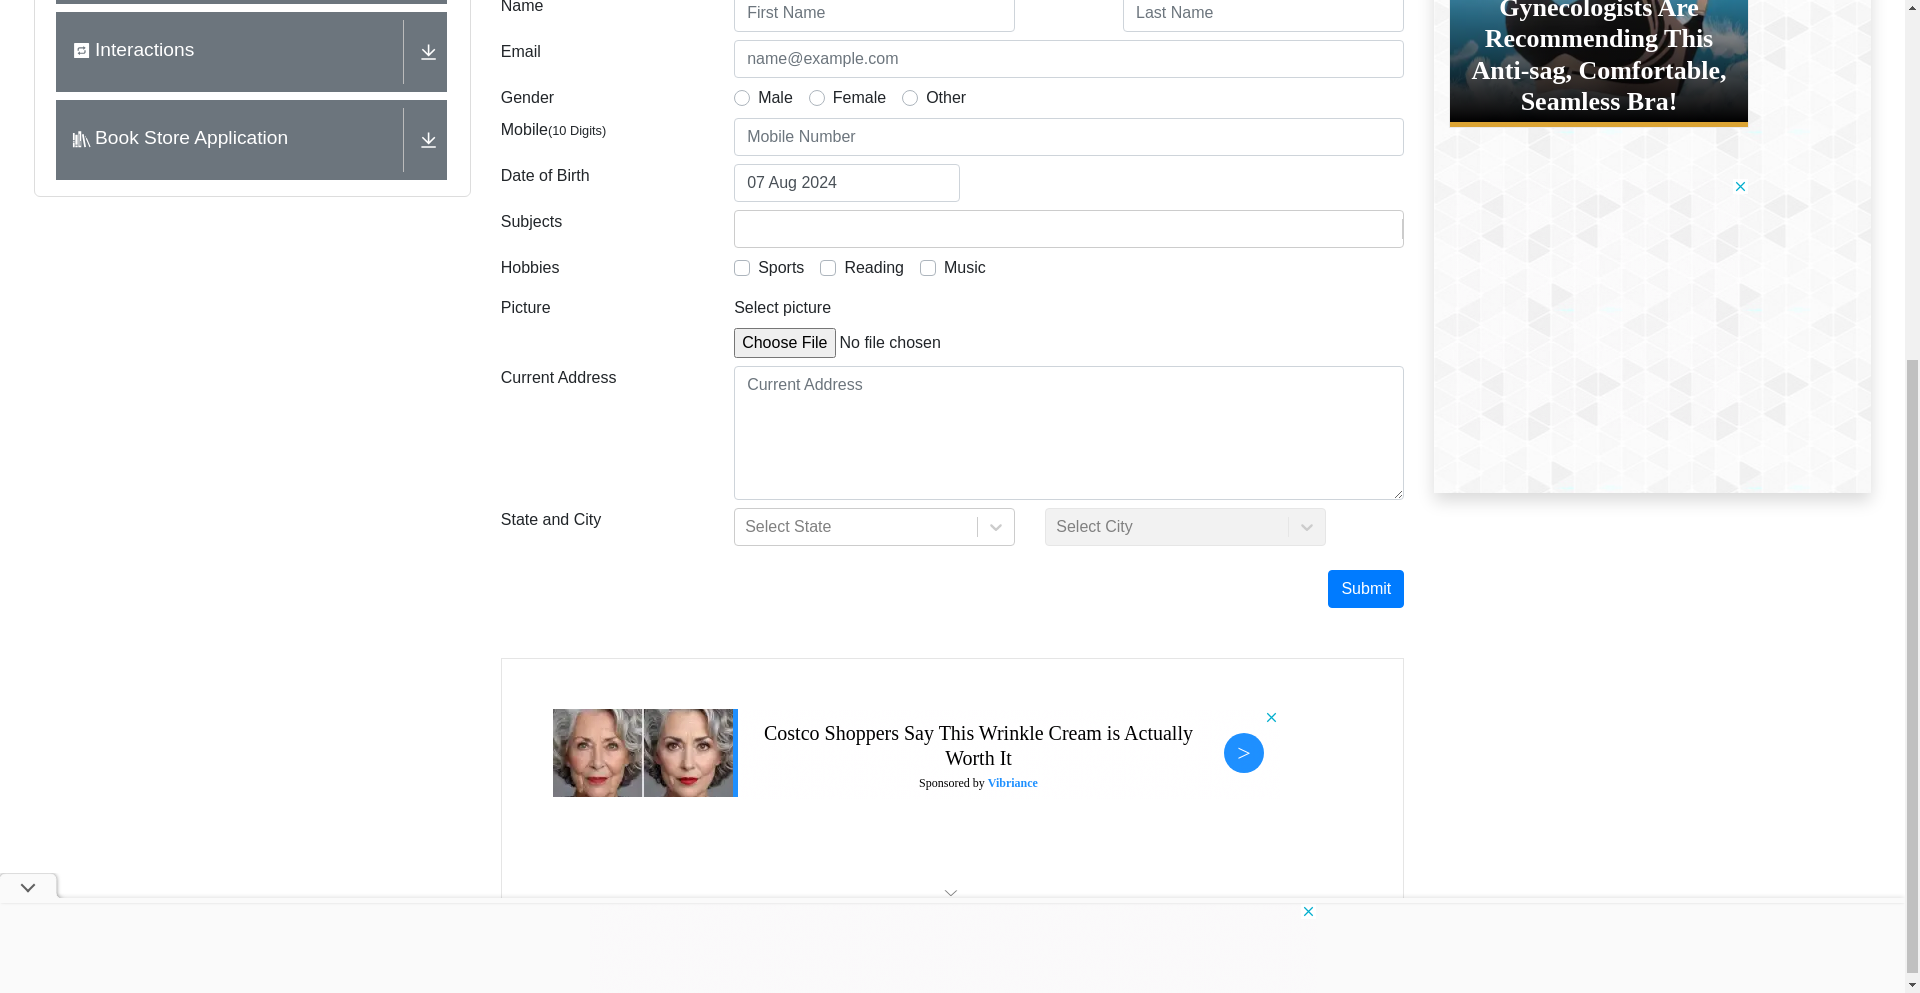 Interactions
Book Store Application
Name
First Name
Last Name
Email
name@example.com
Gender
Male
Female
Other
Mobile(10 Digits)
Mobile Number
Date of Birth
07 Aug 2024
Subjects
Hobbies
Sports
Reading
Music
Picture
Select picture
Choose File
No file chosen
Current Address
Current Address
State and City
Select State
Select City
Submit
Costco Shoppers Say This Wrinkle Cream is Actually
Worth It
Sponsored by Vibriance
>
Gynecologists Are
Recommending This
Anti-sag, Comfortable,
Seamless Bra!